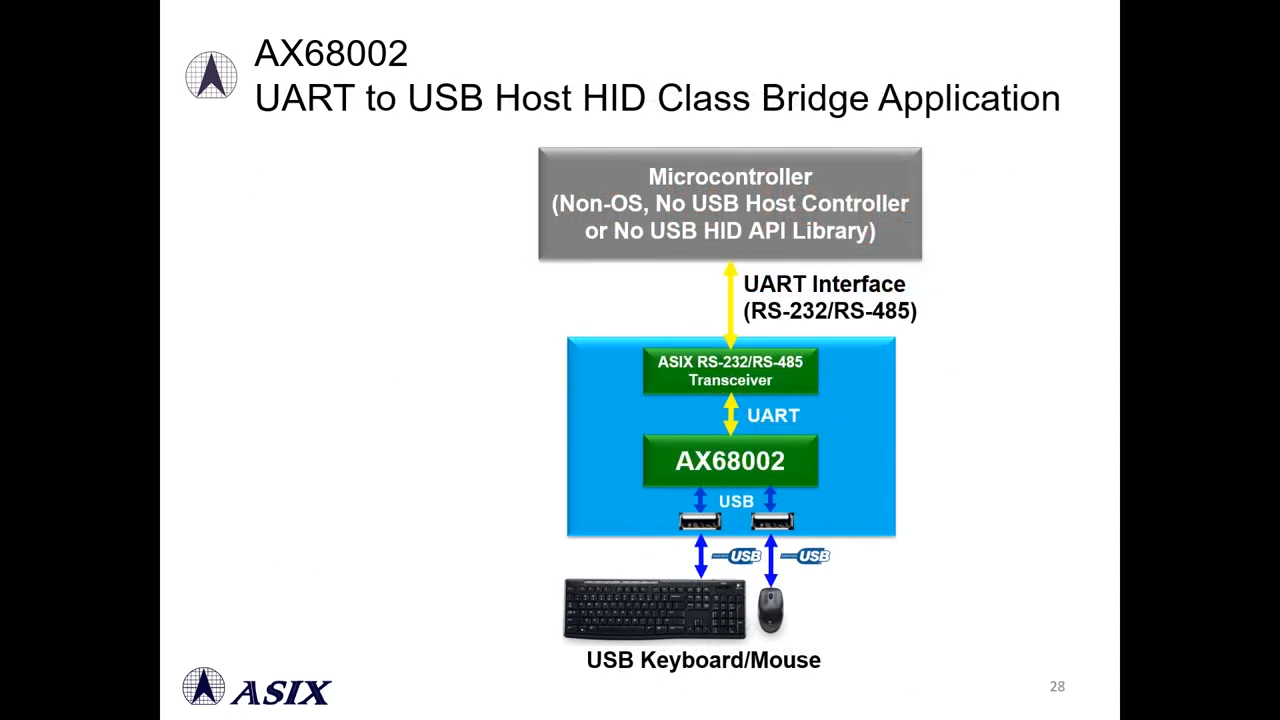 AX68002
UART to USB Host HID Class Bridge Application
Microcontroller
(Non-OS, No USB Host Controller
or No USB HID API Library)
UART Interface
(RS-232/RS-485)
ASIX RS-232/RS-485
Transceiver
UART
AX68002
USB
USB
USB
USB Keyboard/Mouse
ASIX
28